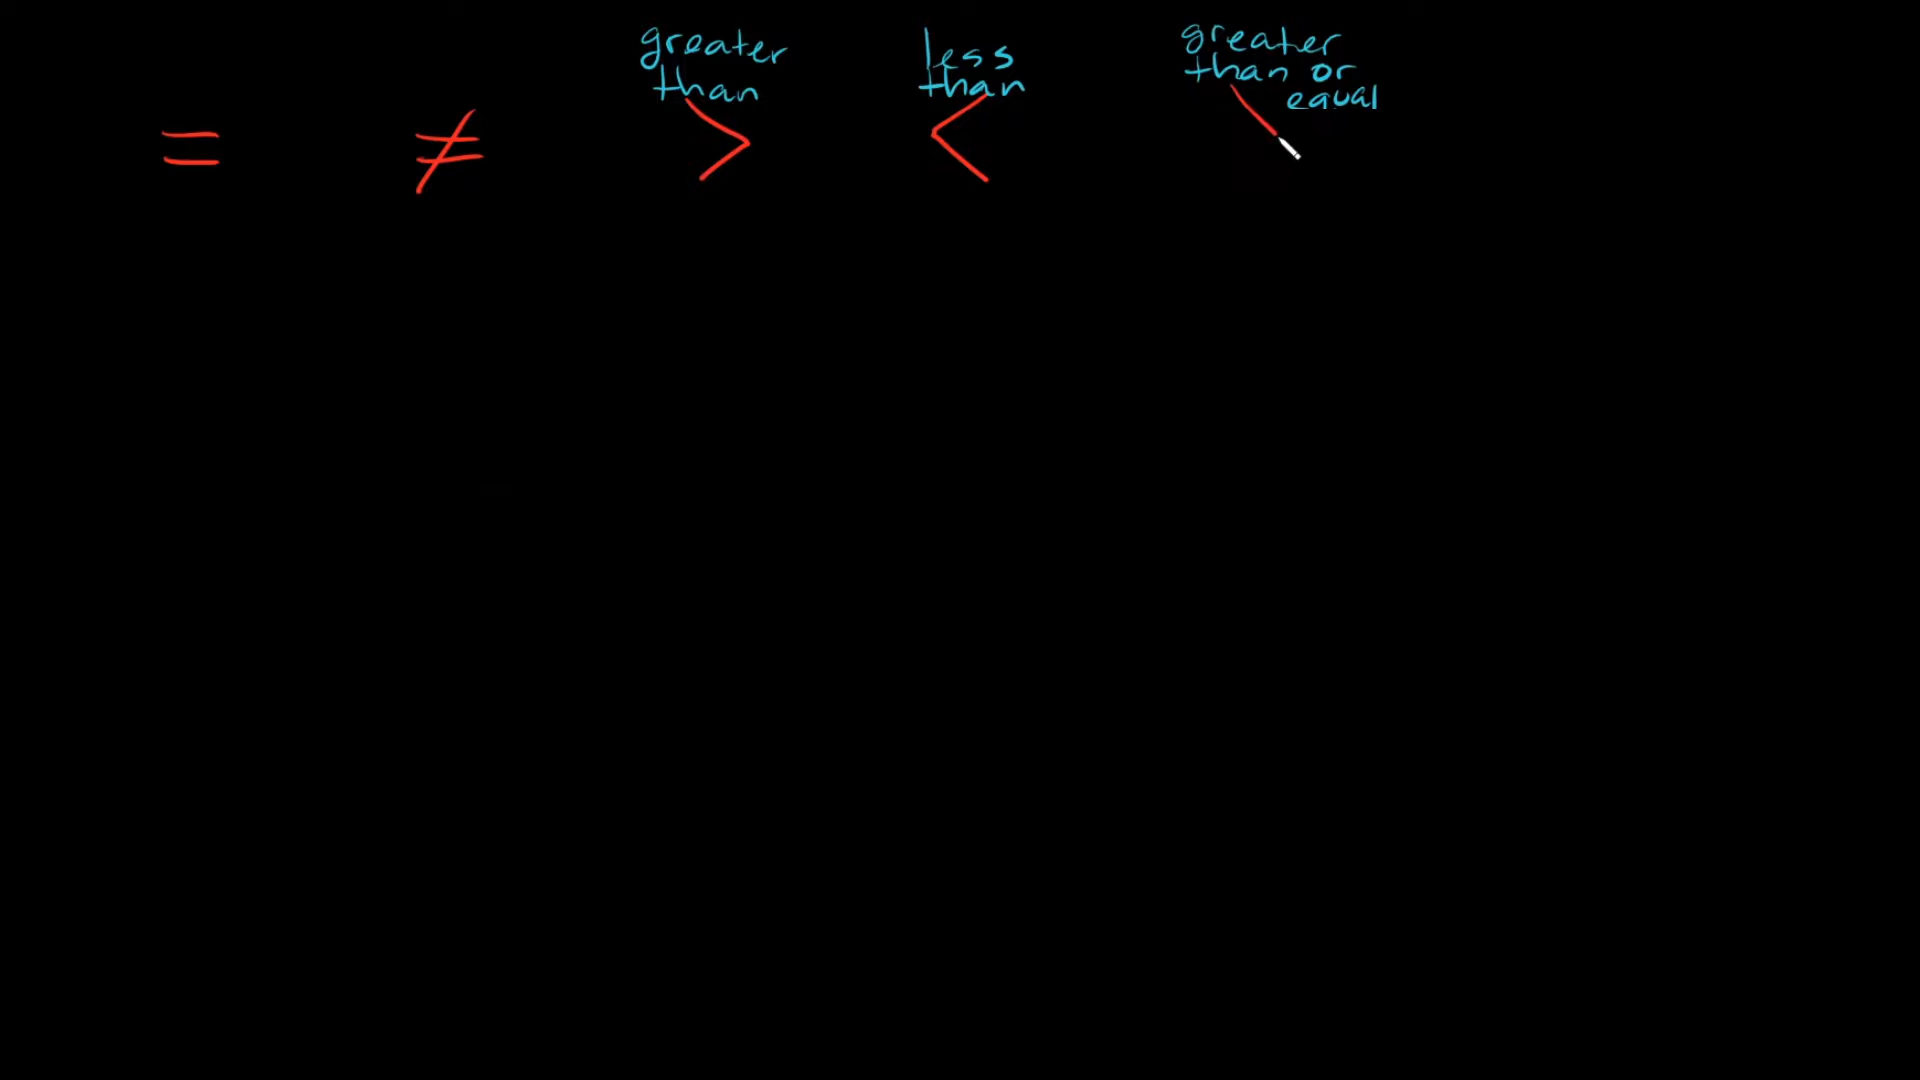 greater
than
less
than
greater
than or
equal
= ≠ > <